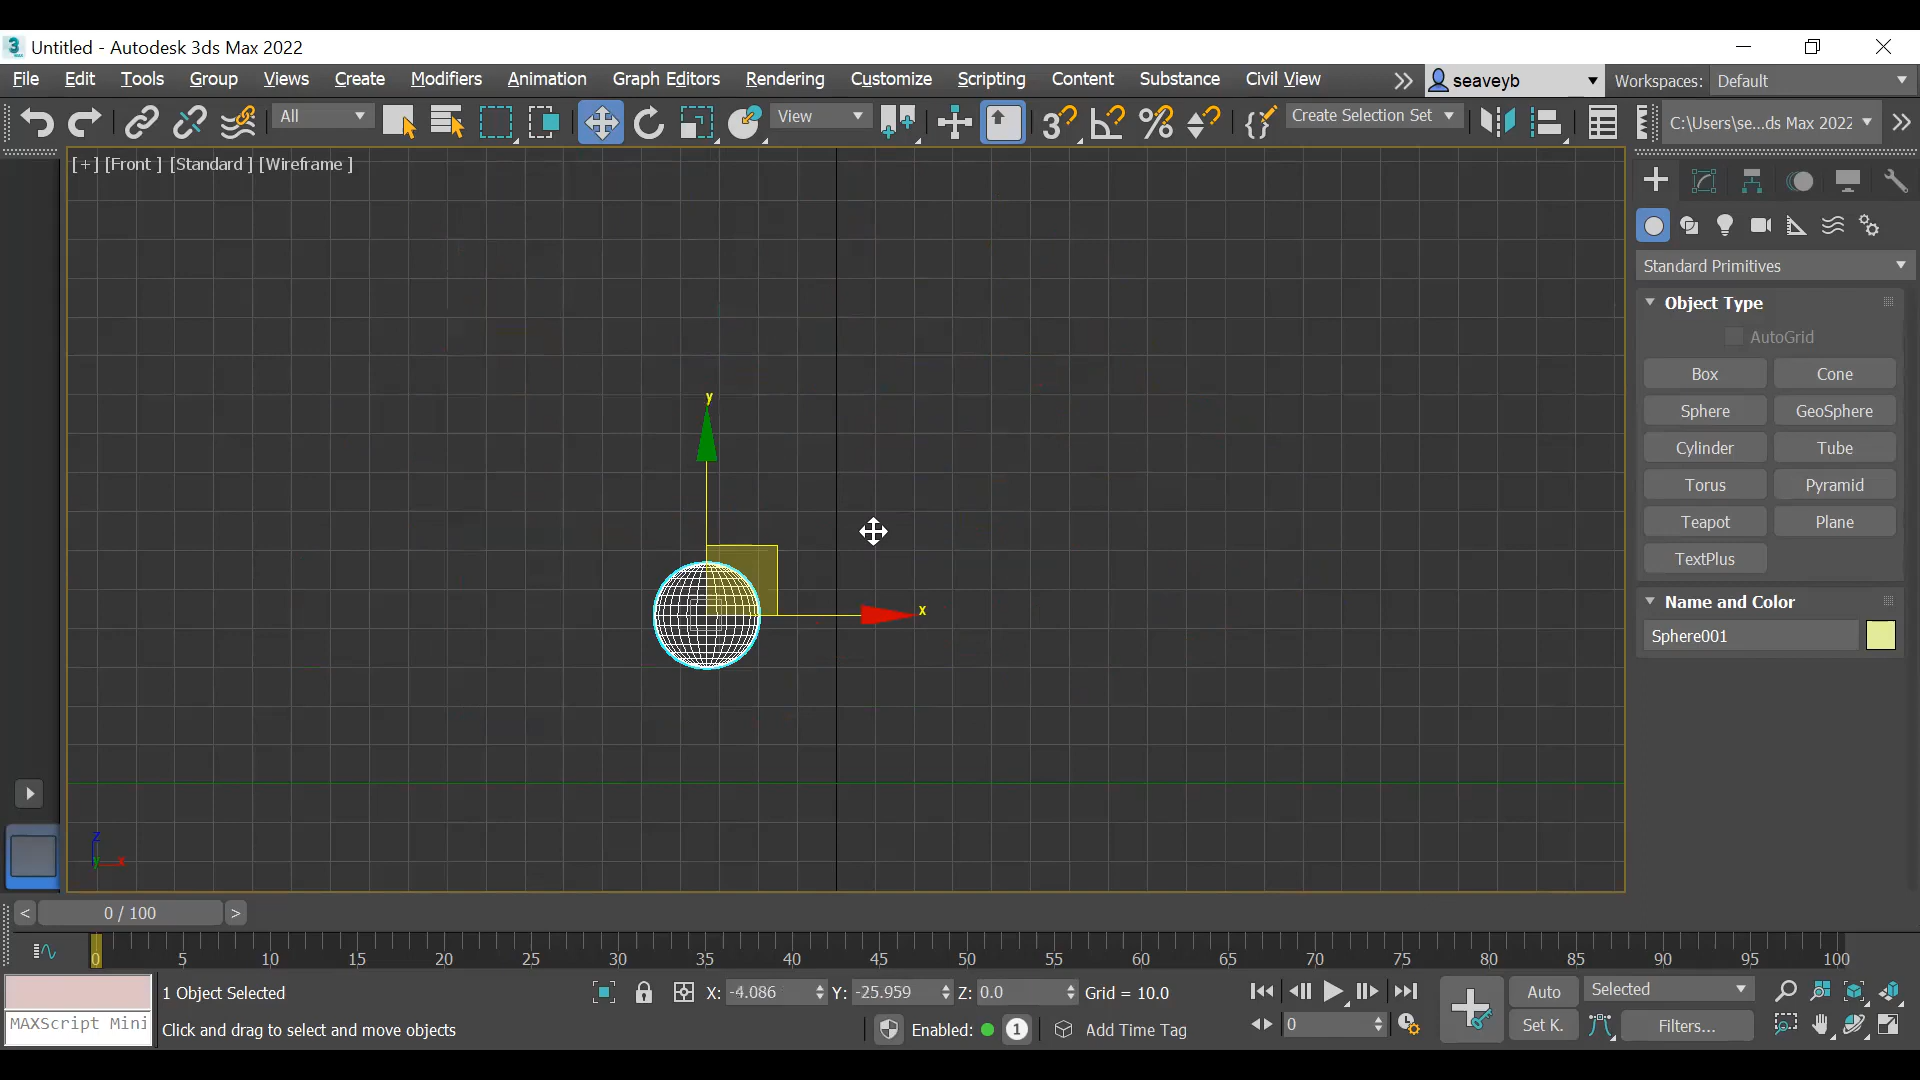 Untitled - Autodesk 3ds Max 2022
File Edit Tools Group Views Create Modifiers Animation Graph Editors Rendering Customize Scripting Content Substance Civil View seaveyb Workspaces: Default
All View Create Selection Set C:\Users\se...ds Max 2022
[+] [Front ] [Standard ] [Wireframe ]
Standard Primitives
Object Type
AutoGrid
Box Cone
Sphere GeoSphere
Cylinder Tube
Torus Pyramid
Teapot Plane
TextPlus
Name and Color
Sphere001
y
x
z
y x
< 0 / 100 >
0 5 10 15 20 25 30 35 40 45 50 55 60 65 70 75 80 85 90 95 100
1 Object Selected X: -4.086 Y: -25.959 Z: 0.0 Grid = 10.0 Auto Selected
MAXScript Mini Click and drag to select and move objects Enabled: 1 Add Time Tag 0 Set K. Filters...